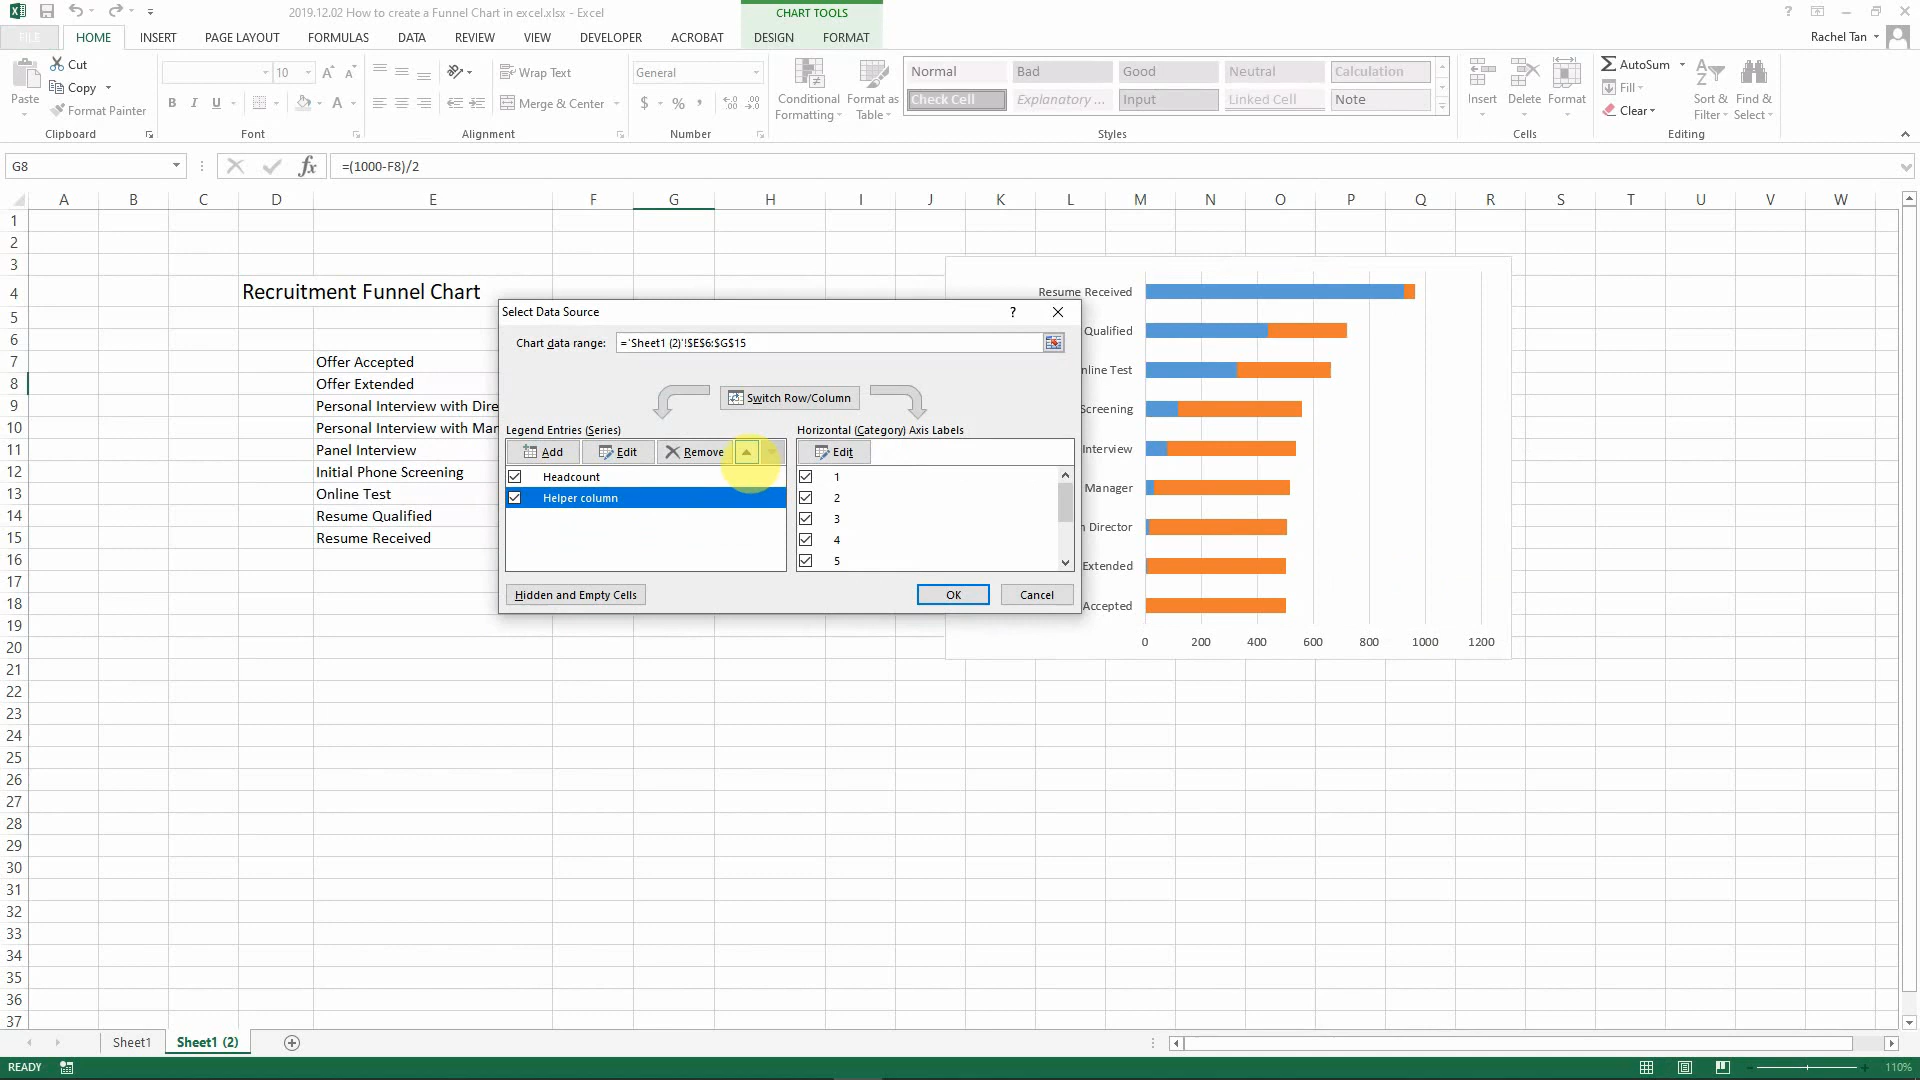 2019.12.02 How to create a Funnel Chart in excel.xlsx - Excel
CHART TOOLS
FILE HOME INSERT PAGE LAYOUT FORMULAS DATA REVIEW VIEW DEVELOPER ACROBAT DESIGN FORMAT
Rachel Tan
Paste
Cut
Copy
Format Painter
Clipboard
10
Font
Wrap Text
Merge & Center
Alignment
General
Number
Conditional Formatting
Format as Table
Normal Bad Good Neutral Calculation
Check Cell Explanatory ... Input Linked Cell Note
Styles
Insert Delete Format
Cells
AutoSum
Fill
Clear
Sort & Filter
Find & Select
Editing
G8
=(1000-F8)/2
A B C D E F G H I J K L M N O P Q R S T U V W
1
2
3
4 Recruitment Funnel Chart
5
6
7 Offer Accepted
8 Offer Extended
9 Personal Interview with Dire
10 Personal Interview with Man
11 Panel Interview
12 Initial Phone Screening
13 Online Test
14 Resume Qualified
15 Resume Received
16
17
18
19
20
21
22
23
24
25
26
27
28
29
30
31
32
33
34
35
36
37
Select Data Source
?
Chart data range: ='Sheet1 (2)'!$E$6:$G$15
Switch Row/Column
Legend Entries (Series)
Add Edit Remove
Headcount
Helper column
Horizontal (Category) Axis Labels
Edit
1
2
3
4
5
Hidden and Empty Cells
OK Cancel
Resume Received
Qualified
nline Test
Screening
Interview
Manager
n Director
Extended
Accepted
0 200 400 600 800 1000 1200
Sheet1 Sheet1 (2)
READY
110%